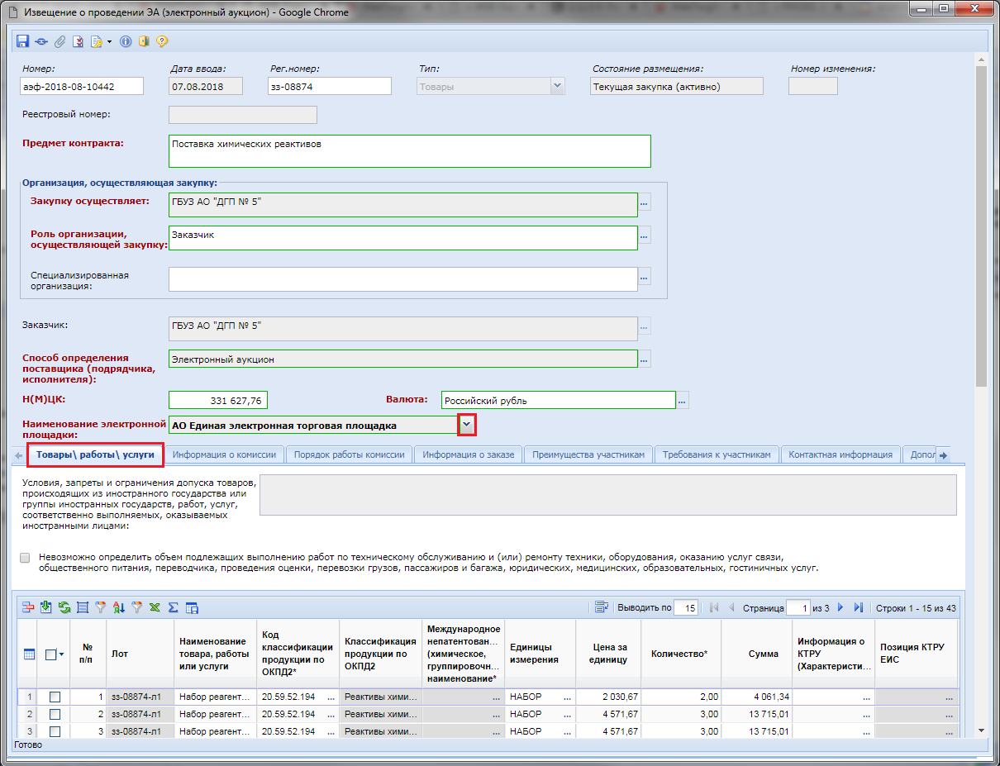 Извещение о проведении ЭА (электронный аукцион) - Google Chrome
Номер: Дата ввода: Рег.номер: Тип: Состояние размещения: Номер изменения:
аэф-2018-08-10442 07.08.2018 зз-08874 Товары Текущая закупка (активно)
Реестровый номер:
Предмет контракта: Поставка химических реактивов
Организация, осуществляющая закупку:
Закупку осуществляет: ГБУЗ АО "ДГП № 5" ...
Роль организации, осуществляющей закупку: Заказчик ...
Специализированная организация: ...
Заказчик: ГБУЗ АО "ДГП № 5" ...
Способ определения поставщика (подрядчика, исполнителя): Электронный аукцион ...
Н(М)ЦК: 331 627,76 Валюта: Российский рубль ...
Наименование электронной площадки: АО Единая электронная торговая площадка
Товары\ работы\ услуги Информация о комиссии Порядок работы комиссии Информация о заказе Преимущества участникам Требования к участникам Контактная информация Допол
Условия, запреты и ограничения допуска товаров,
происходящих из иностранного государства или
группы иностранных государств, работ, услуг,
соответственно выполняемых, оказываемых
иностранными лицами:
Невозможно определить объем подлежащих выполнению работ по техническому обслуживанию и (или) ремонту техники, оборудования, оказанию услуг связи,
общественного питания, переводчика, проведения оценки, перевозки грузов, пассажиров и багажа, юридических, медицинских, образовательных, гостиничных услуг.
Выводить по 15 Страница 1 из 3 Строки 1 - 15 из 43
№ п/п Лот Наименование товара, работы или услуги Код классификации продукции по ОКПД2* Классификация продукции по ОКПД2 Международное непатентован... (химическое, группировочн... наименование* Единицы измерения Цена за единицу Количество* Сумма Информация о КТРУ (Характеристи... Позиция КТРУ ЕИС
1 1 зз-08874-л1 Набор реагент... 20.59.52.194 ... Реактивы хими... ... НАБОР ... 2 030,67 2,00 4 061,34 ... ...
2 2 зз-08874-л1 Набор реагент... 20.59.52.194 ... Реактивы хими... ... НАБОР ... 4 571,67 3,00 13 715,01 ... ...
3 3 зз-08874-л1 Набор реагент... 20.59.52.194 ... Реактивы хими... ... НАБОР ... 4 571,67 3,00 13 715,01 ... ...
Готово